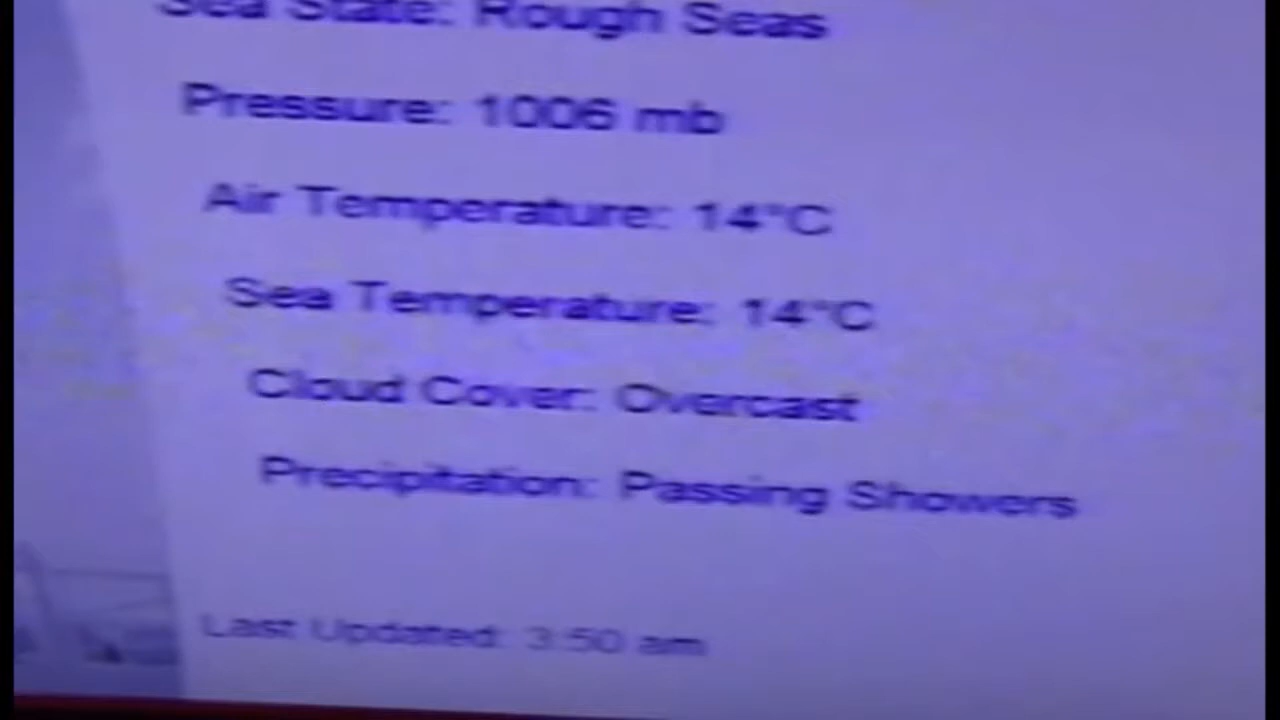 Sea State: Rough Seas
Pressure: 1006 mb
Air Temperature: 14°C
Sea Temperature: 14°C
Cloud Cover: Overcast
Precipitation: Passing Showers
Last Updated: 3:50 am